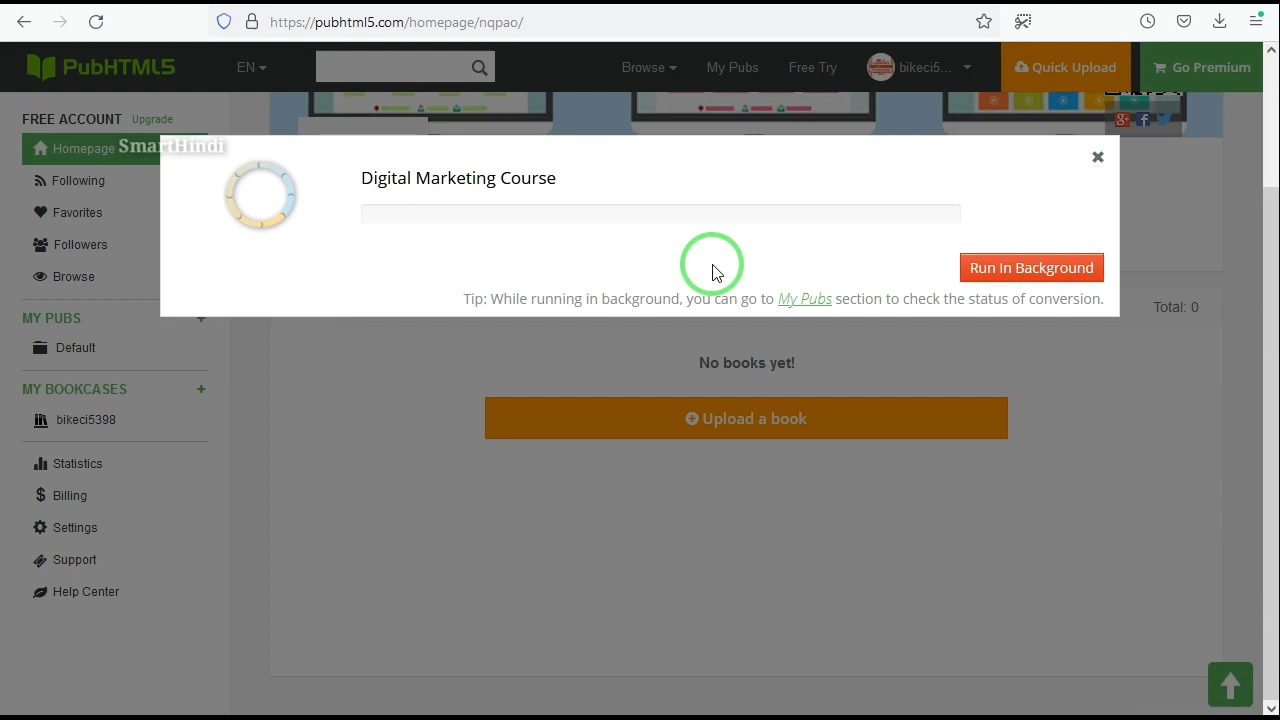 https://pubhtml5.com/homepage/nqpao/
PubHTML5
EN
Browse
My Pubs
Free Try
bikeci5...
Quick Upload
Go Premium
FREE ACCOUNT Upgrade
Homepage
SmartHindi
Following
Favorites
Followers
Browse
MY PUBS +
Default
MY BOOKCASES +
bikeci5398
Statistics
Billing
Settings
Support
Help Center
Digital Marketing Course
Run In Background
Tip: While running in background, you can go to My Pubs section to check the status of conversion.
Total: 0
No books yet!
Upload a book